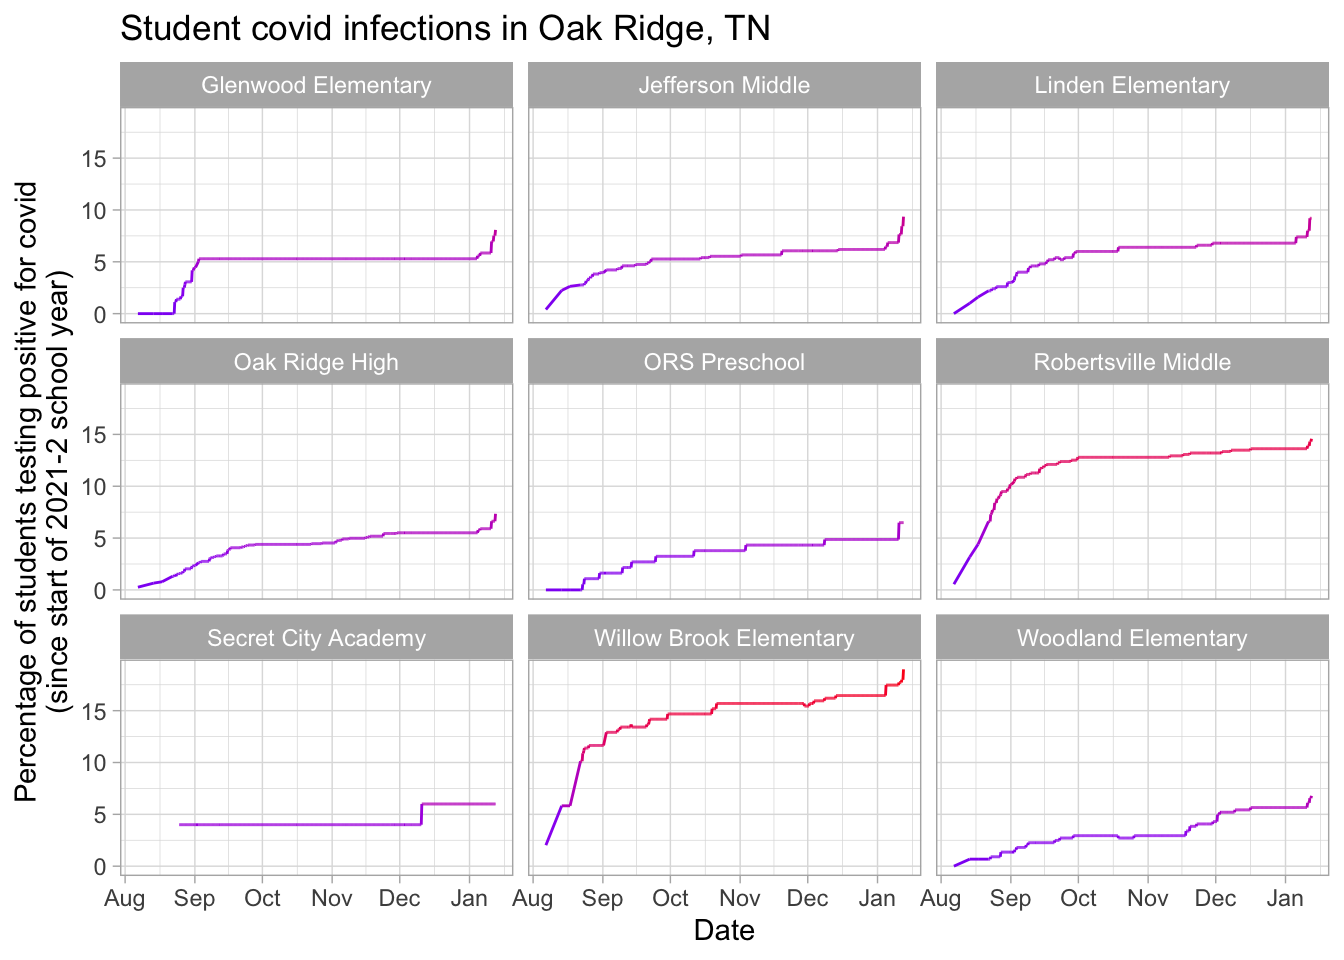 Student covid infections in Oak Ridge, TN
Percentage of students testing positive for covid
(since start of 2021-2 school year)
Glenwood Elementary
Jefferson Middle
Linden Elementary
15
10
5
0
Oak Ridge High
ORS Preschool
Robertsville Middle
15
10
5
0
Secret City Academy
Willow Brook Elementary
Woodland Elementary
15
10
5
0
Aug Sep Oct Nov Dec Jan
Aug Sep Oct Nov Dec Jan
Aug Sep Oct Nov Dec Jan
Date